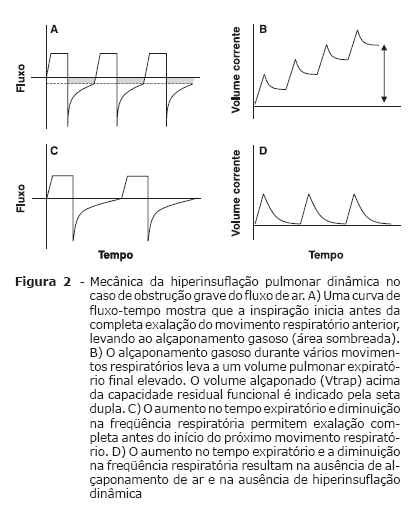 A
Fluxo
B
Volume corrente
C
Fluxo
Tempo
D
Volume corrente
Tempo
Figura 2 - Mecânica da hiperinsuflação pulmonar dinâmica no
caso de obstrução grave do fluxo de ar. A) Uma curva de
fluxo-tempo mostra que a inspiração inicia antes da
completa exalação do movimento respiratório anterior,
levando ao alçaponamento gasoso (área sombreada).
B) O alçaponamento gasoso durante vários movimen-
tos respiratórios leva a um volume pulmonar expirató-
rio final elevado. O volume alçaponado (Vtrap) acima
da capacidade residual funcional é indicado pela seta
dupla. C) O aumento no tempo expiratório e diminuição
na freqüência respiratória permitem exalação com-
pleta antes do início do próximo movimento respirató-
rio. D) O aumento no tempo expiratório e a diminuição
na freqüência respiratória resultam na ausência de al-
çaponamento de ar e na ausência de hiperinsuflação
dinâmica